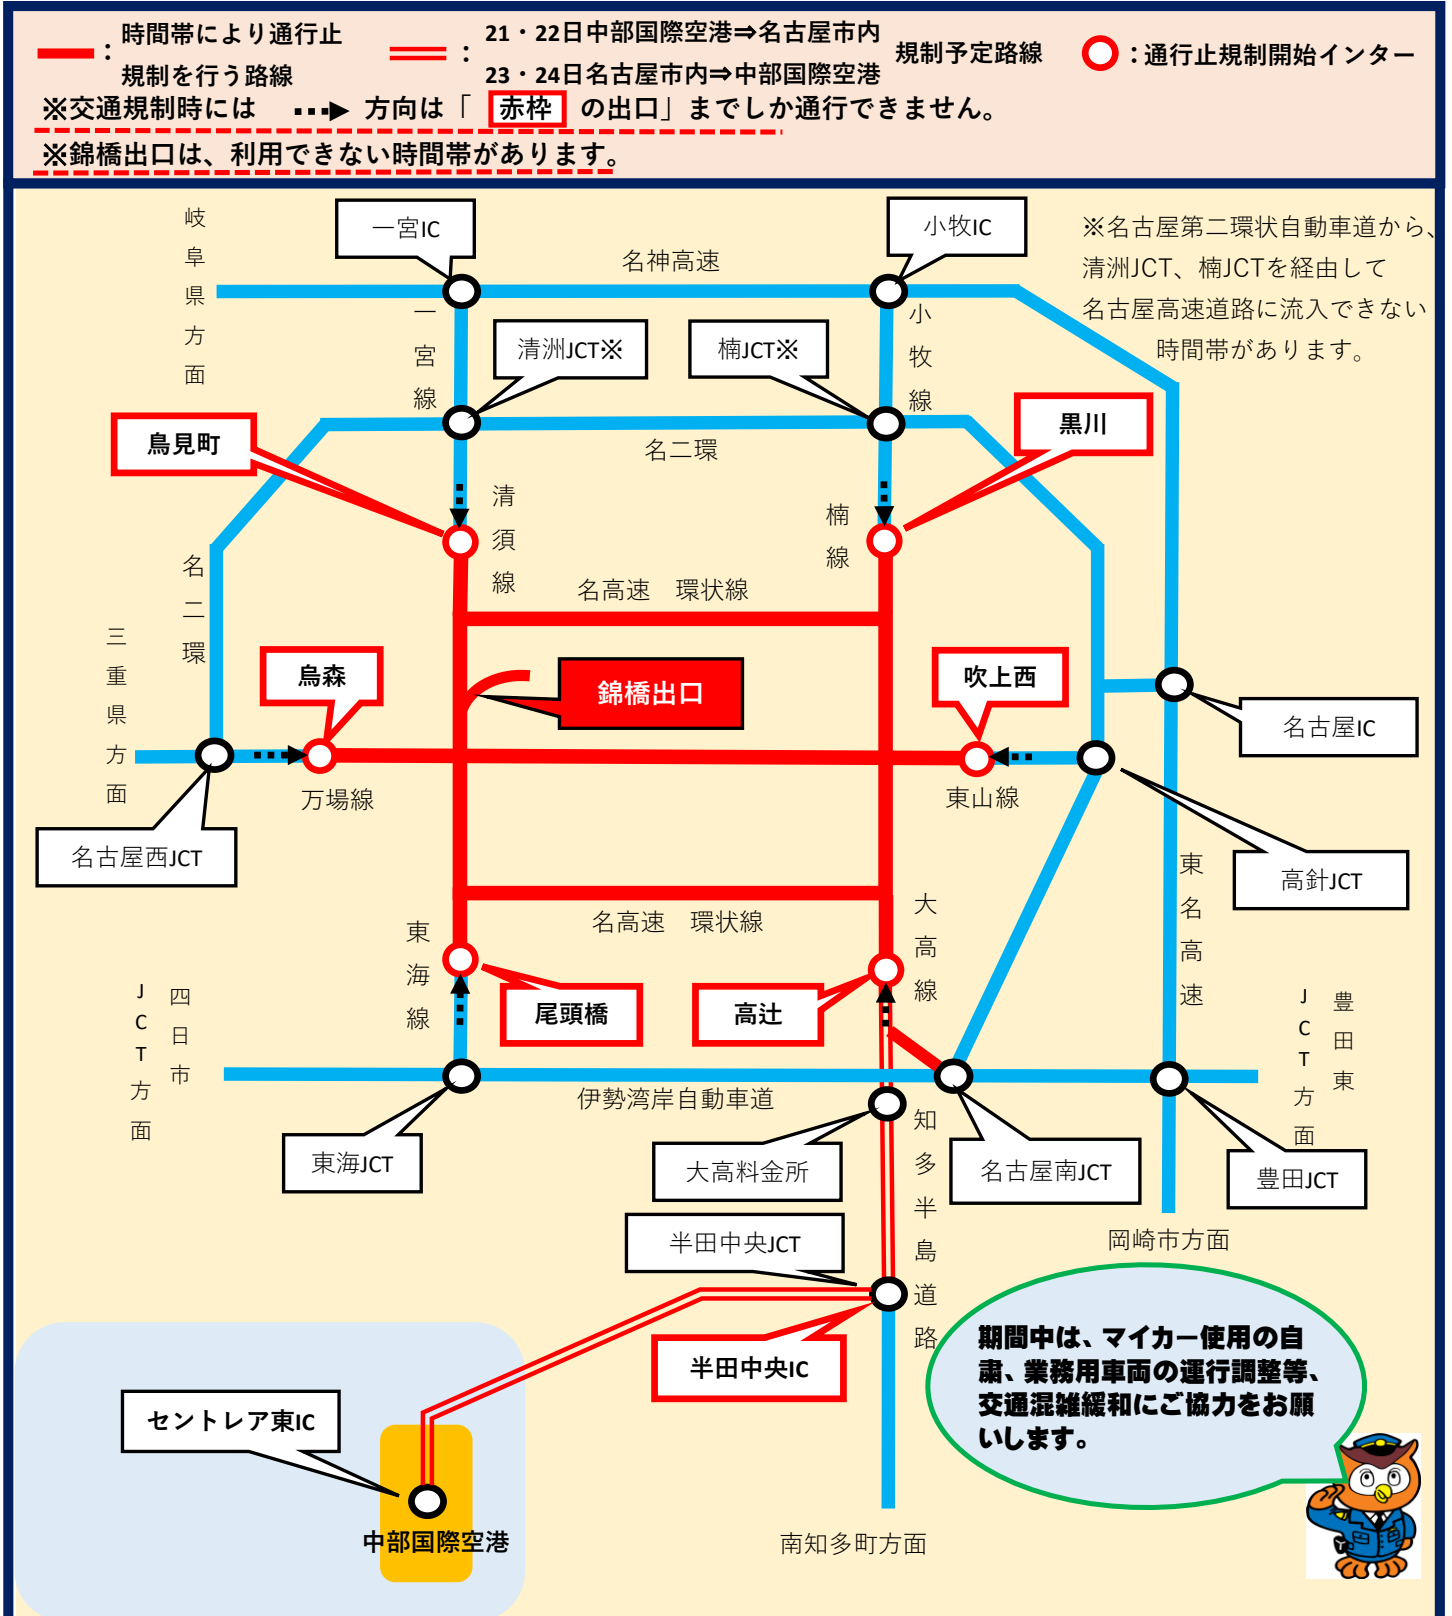 ：時間帯により通行止
規制を行う路線
：21・22日中部国際空港⇒名古屋市内
23・24日名古屋市内⇒中部国際空港
規制予定路線
：通行止規制開始インター
※交通規制時には　方向は「赤枠の出口」までしか通行できません。
※錦橋出口は、利用できない時間帯があります。
岐阜県方面
一宮IC
名神高速
小牧IC
※名古屋第二環状自動車道から、
清洲JCT、楠JCTを経由して
名古屋高速道路に流入できない
時間帯があります。
一宮線
清洲JCT※
楠JCT※
小牧線
鳥見町
名二環
黒川
清須線
楠線
名二環
名高速　環状線
三重県方面
烏森
錦橋出口
吹上西
名古屋IC
万場線
東山線
名古屋西JCT
高針JCT
東名高速
名高速　環状線
東海線
大高線
尾頭橋
高辻
四日市
JCT方面
豊田東
JCT方面
伊勢湾岸自動車道
東海JCT
大高料金所
知多半島道路
名古屋南JCT
豊田JCT
半田中央JCT
岡崎市方面
半田中央IC
期間中は、マイカー使用の自
粛、業務用車両の運行調整等、
交通混雑緩和にご協力をお願
いします。
セントレア東IC
中部国際空港
南知多町方面